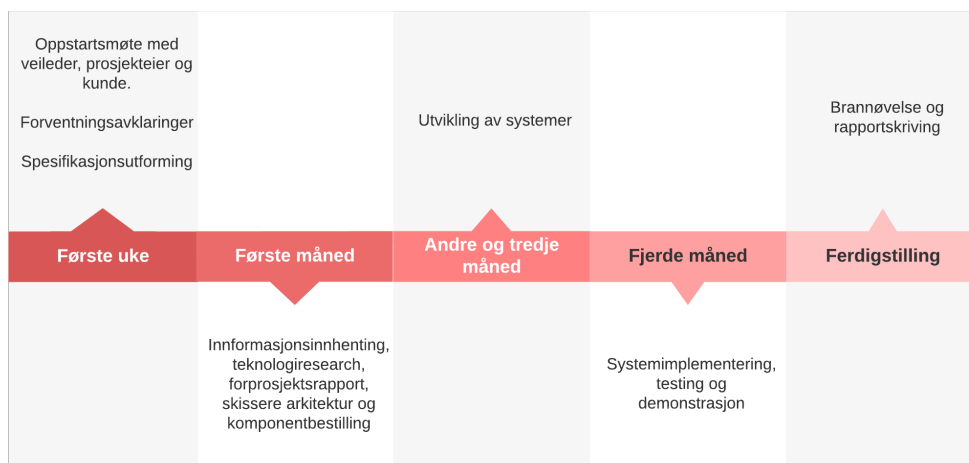 Oppstartsmøte med
veileder, prosjekteier og
kunde.
Forventningsavklaringer
Spesifikasjonsutforming
Utvikling av systemer
Brannøvelse og
rapportskriving
Første uke
Første måned
Andre og tredje
måned
Fjerde måned
Ferdigstilling
Innformasjonsinnhenting,
teknologiresearch,
forprosjektsrapport,
skissere arkitektur og
komponentbestilling
Systemimplementering,
testing og
demonstrasjon